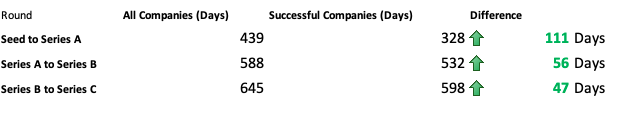 Round All Companies (Days) Successful Companies (Days) Difference
Seed to Series A 439 328 111 Days
Series A to Series B 588 532 56 Days
Series B to Series C 645 598 47 Days